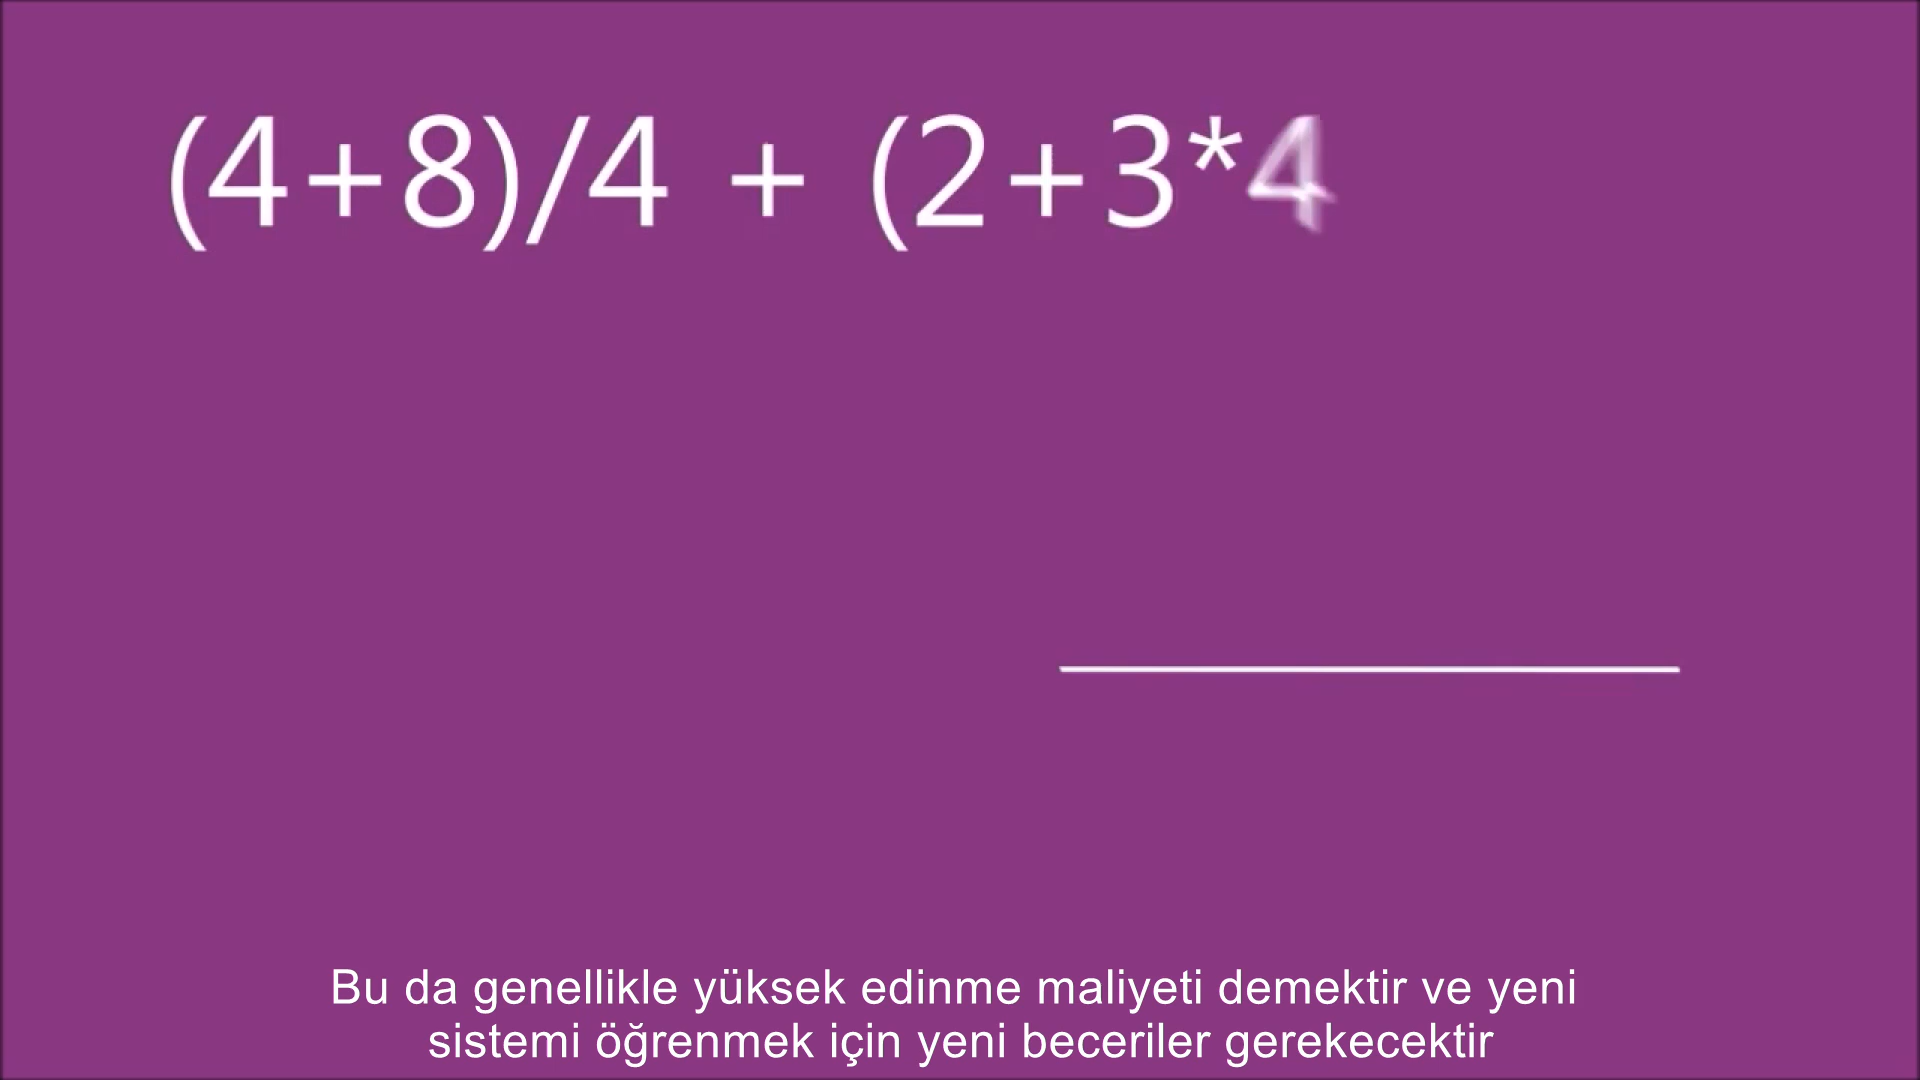 (4+8)/4 + (2+3*4
Bu da genellikle yüksek edinme maliyeti demektir ve yeni
sistemi öğrenmek için yeni beceriler gerekecektir